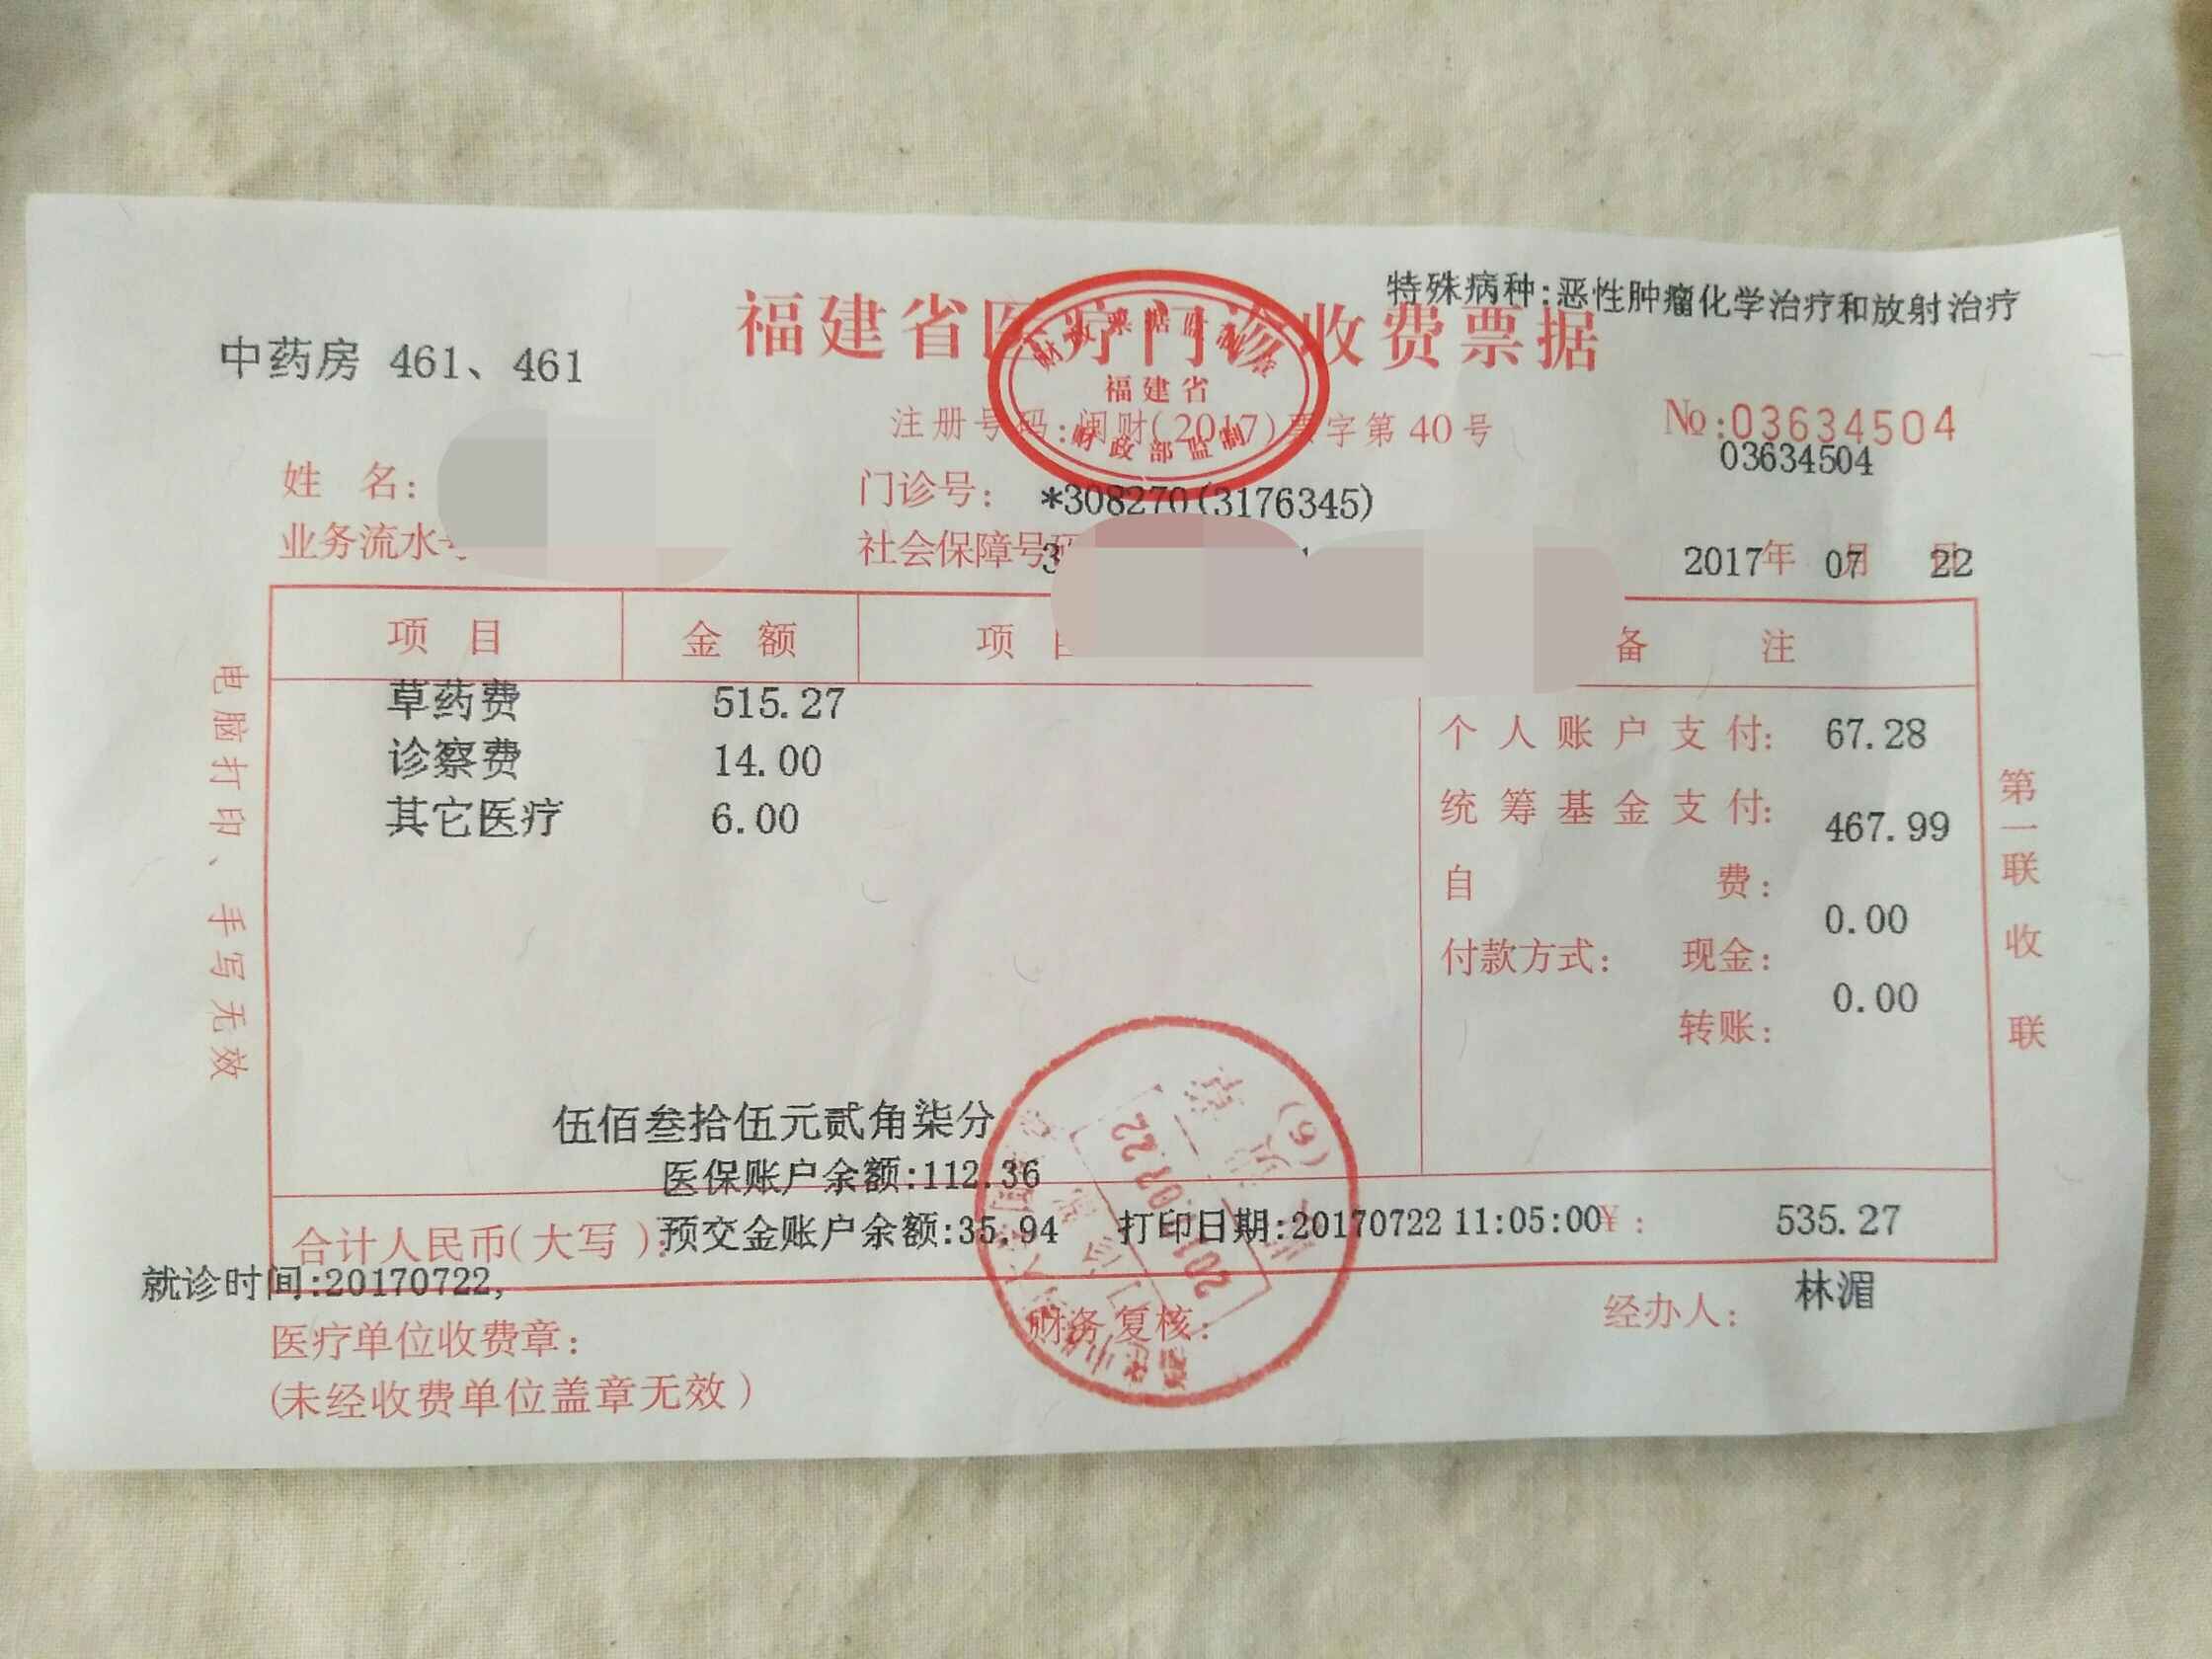 特殊病种:恶性肿瘤化学治疗和放射治疗
福建省医疗门诊收费票据
中药房 461、461
福建省
财政部监制
注册号码:闽财(2017)票字第40号
№:03634504
03634504
姓 名:
门诊号: *308270(3176345)
业务流水
社会保障号
2017年 07月 22日
项 目 金 额 项 备 注
草药费 515.27
诊察费 14.00
其它医疗 6.00
个人账户支付: 67.28
统筹基金支付: 467.99
自 费: 0.00
付款方式: 现金: 0.00
转账:
电脑打印、手写无效
第一联 收 联
伍佰叁拾伍元贰角柒分
医保账户余额:112.36
合计人民币(大写): 预交金账户余额:35.94 打印日期:20170722 11:05:00 ¥: 535.27
就诊时间:20170722,
医疗单位收费章:
财务复核:
经办人: 林湄
(未经收费单位盖章无效)